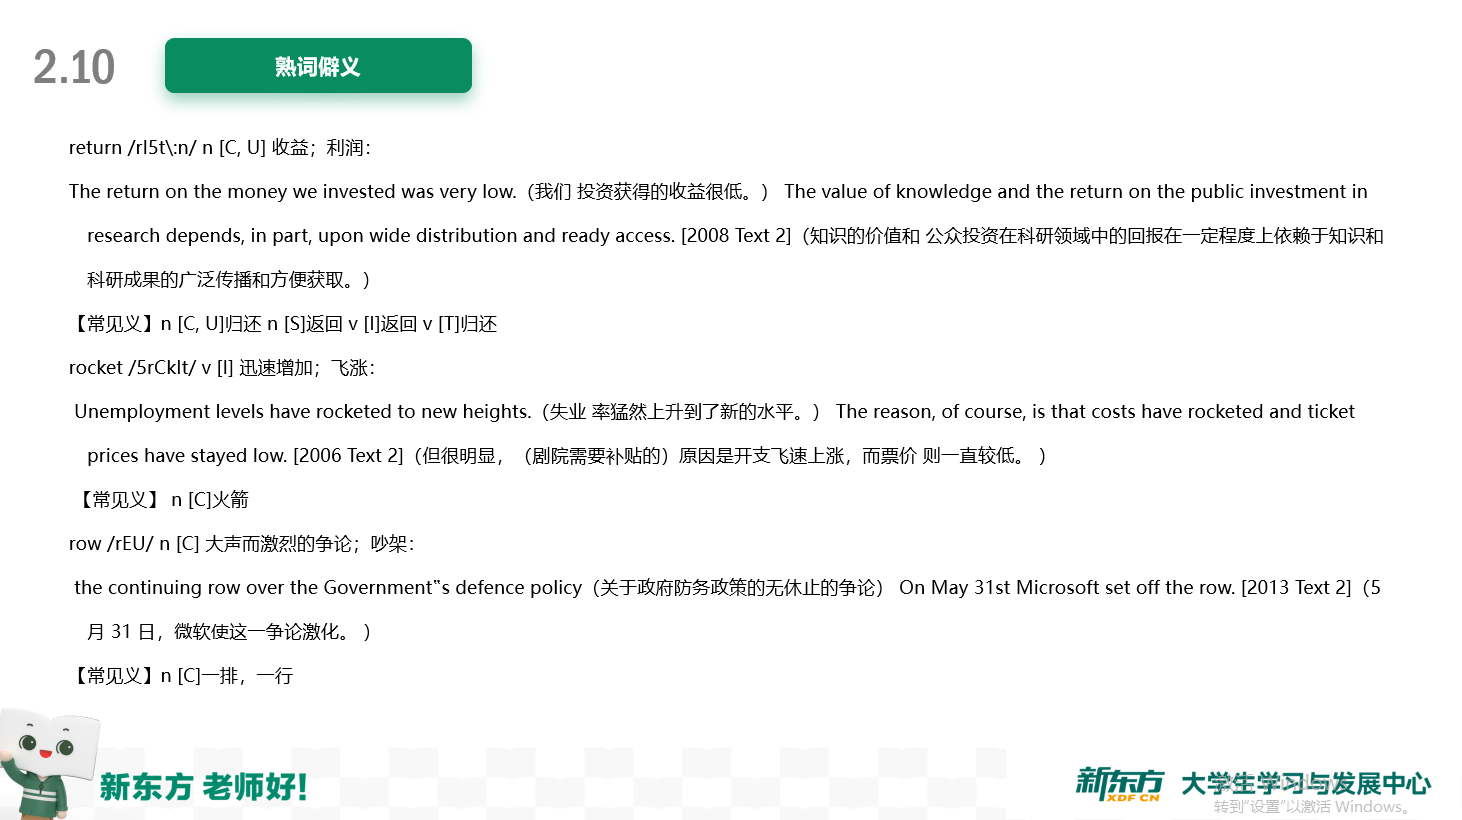 2.10
熟词僻义
return /rI5t\:n/ n [C, U] 收益；利润：
The return on the money we invested was very low.（我们 投资获得的收益很低。） The value of knowledge and the return on the public investment in
research depends, in part, upon wide distribution and ready access. [2008 Text 2]（知识的价值和 公众投资在科研领域中的回报在一定程度上依赖于知识和
科研成果的广泛传播和方便获取。）
【常见义】n [C, U]归还 n [S]返回 v [I]返回 v [T]归还
rocket /5rCkIt/ v [I] 迅速增加；飞涨：
Unemployment levels have rocketed to new heights.（失业 率猛然上升到了新的水平。） The reason, of course, is that costs have rocketed and ticket
prices have stayed low. [2006 Text 2]（但很明显，（剧院需要补贴的）原因是开支飞速上涨，而票价 则一直较低。 ）
【常见义】 n [C]火箭
row /rEU/ n [C] 大声而激烈的争论；吵架：
the continuing row over the Government‟s defence policy（关于政府防务政策的无休止的争论） On May 31st Microsoft set off the row. [2013 Text 2]（5
月 31 日，微软使这一争论激化。 ）
【常见义】n [C]一排，一行
新东方 老师好!
新东方 XDF.CN 大学生学习与发展中心
激活 Windows
转到“设置”以激活 Windows。